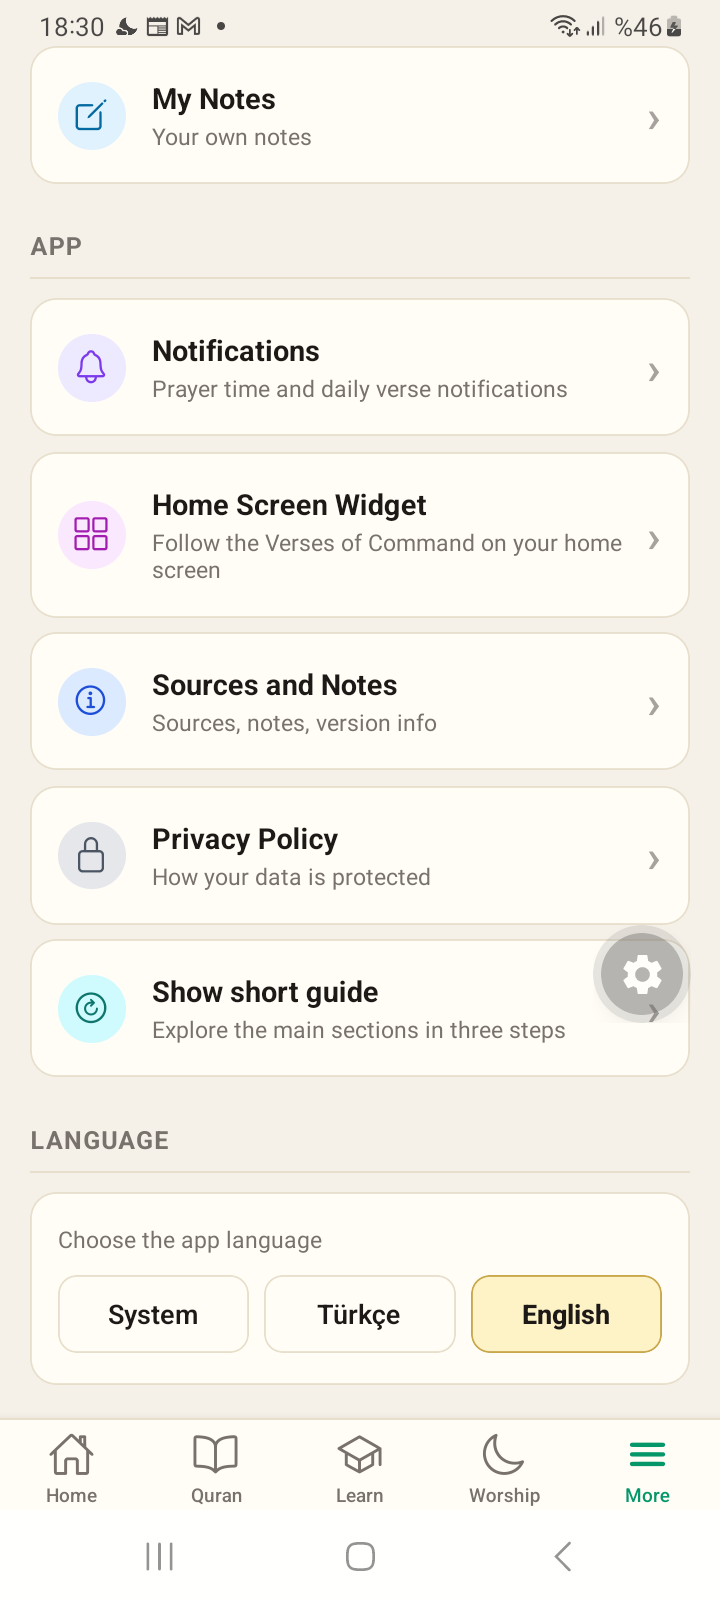 18:30
%46
My Notes
Your own notes
APP
Notifications
Prayer time and daily verse notifications
Home Screen Widget
Follow the Verses of Command on your home
screen
Sources and Notes
Sources, notes, version info
Privacy Policy
How your data is protected
Show short guide
Explore the main sections in three steps
LANGUAGE
Choose the app language
System
Türkçe
English
Home
Quran
Learn
Worship
More